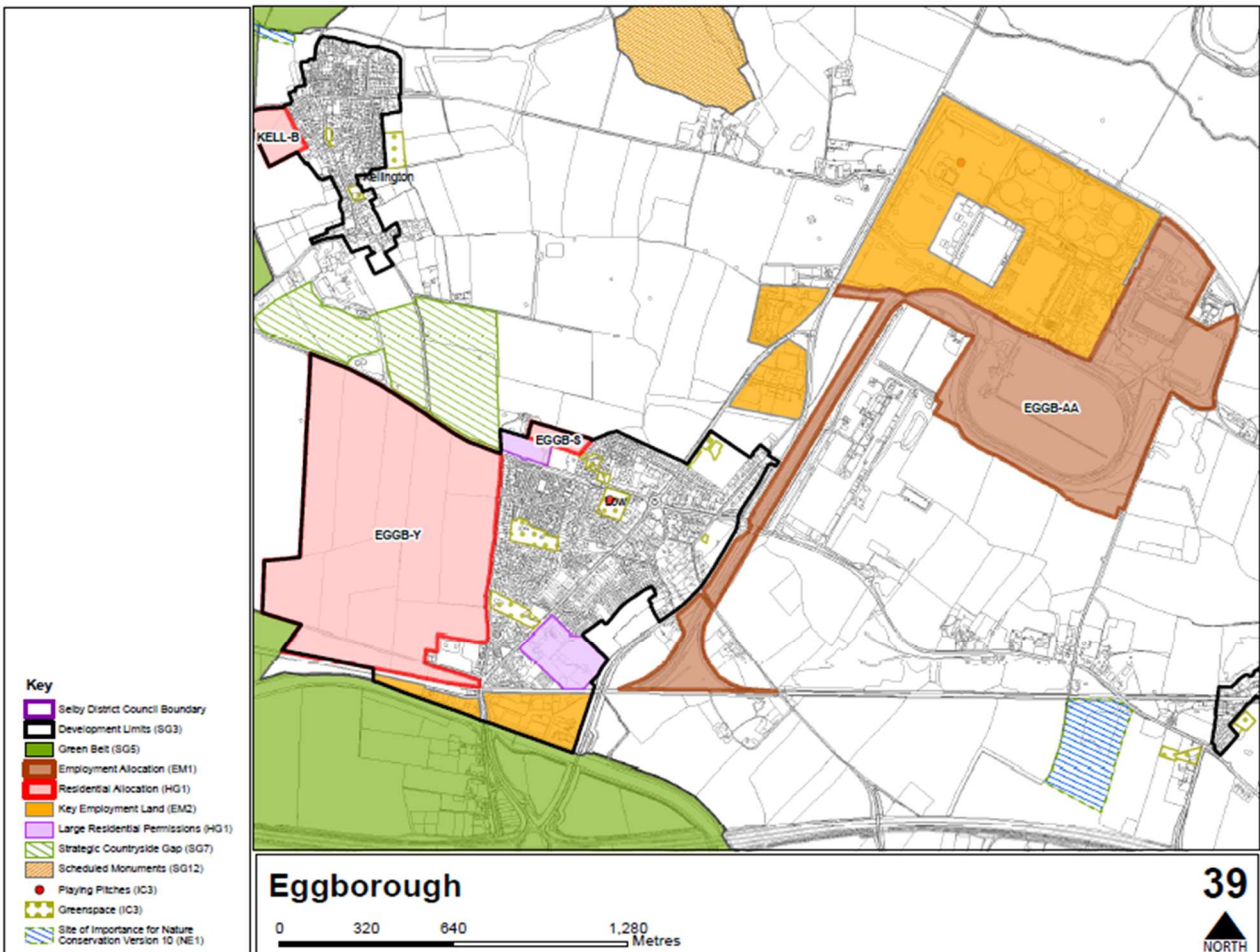 KELL-B
Kellington
EGGB-S
Low
EGGB-Y
EGGB-AA
Key
Selby District Council Boundary
Development Limits (SG3)
Green Belt (SG5)
Employment Allocation (EM1)
Residential Allocation (HG1)
Key Employment Land (EM2)
Large Residential Permissions (HG1)
Strategic Countryside Gap (SG7)
Scheduled Monuments (SG12)
Playing Pitches (IC3)
Greenspace (IC3)
Site of Importance for Nature
Conservation Version 10 (NE1)
Eggborough
0 320 640 1,280
Metres
39
NORTH